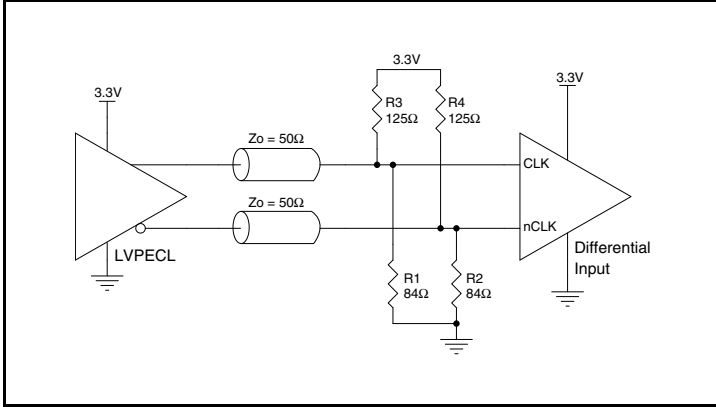 3.3V
3.3V
3.3V
R3
125Ω
R4
125Ω
Zo = 50Ω
CLK
Zo = 50Ω
nCLK
LVPECL
Differential
Input
R1
84Ω
R2
84Ω